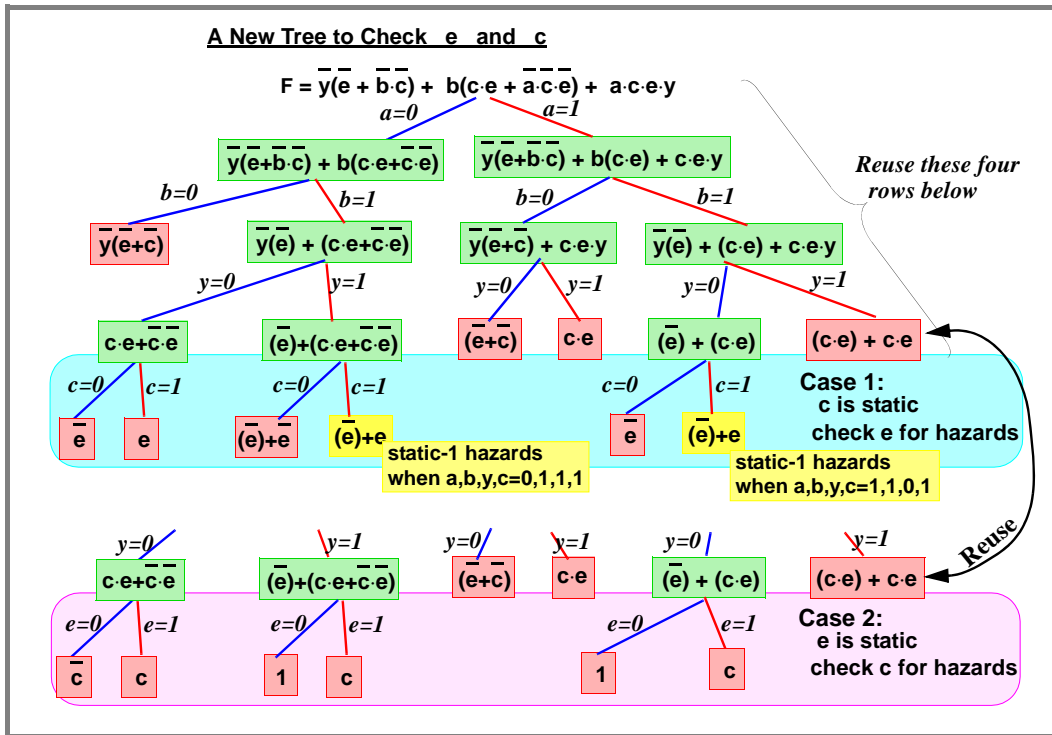 A New Tree to Check e and c
F = y̅(e̅ + b̅·c̅) + b(c·e + a̅·c̅·e̅) + a·c·e·y
a=0 a=1
y̅(e̅+b̅·c̅) + b(c·e+c̅·e̅) y̅(e̅+b̅·c̅) + b(c·e) + c·e·y
Reuse these four
rows below
b=0 b=1 b=0 b=1
y̅(e̅+c̅) y̅(e̅) + (c·e+c̅·e̅) y̅(e̅+c̅) + c·e·y y̅(e̅) + (c·e) + c·e·y
y=0 y=1 y=0 y=1 y=0 y=1
c·e+c̅·e̅ (e̅)+(c·e+c̅·e̅) (e̅+c̅) c·e (e̅) + (c·e) (c·e) + c·e
c=0 c=1 c=0 c=1 c=0 c=1
Case 1:
c is static
check e for hazards
e̅ e (e̅)+e̅ (e̅)+e e̅ (e̅)+e
static-1 hazards
when a,b,y,c=0,1,1,1
static-1 hazards
when a,b,y,c=1,1,0,1
Reuse
y=0 y=1 y=0 y=1 y=0 y=1
c·e+c̅·e̅ (e̅)+(c·e+c̅·e̅) (e̅+c̅) c·e (e̅) + (c·e) (c·e) + c·e
e=0 e=1 e=0 e=1 e=0 e=1
Case 2:
e is static
check c for hazards
c̅ c 1 c 1 c